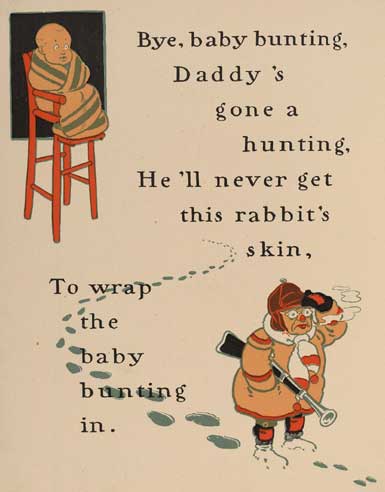 Bye, baby bunting,
Daddy 's
gone a
hunting,
He 'll never get
this rabbit's
skin,
To wrap
the
baby
bunting
in.